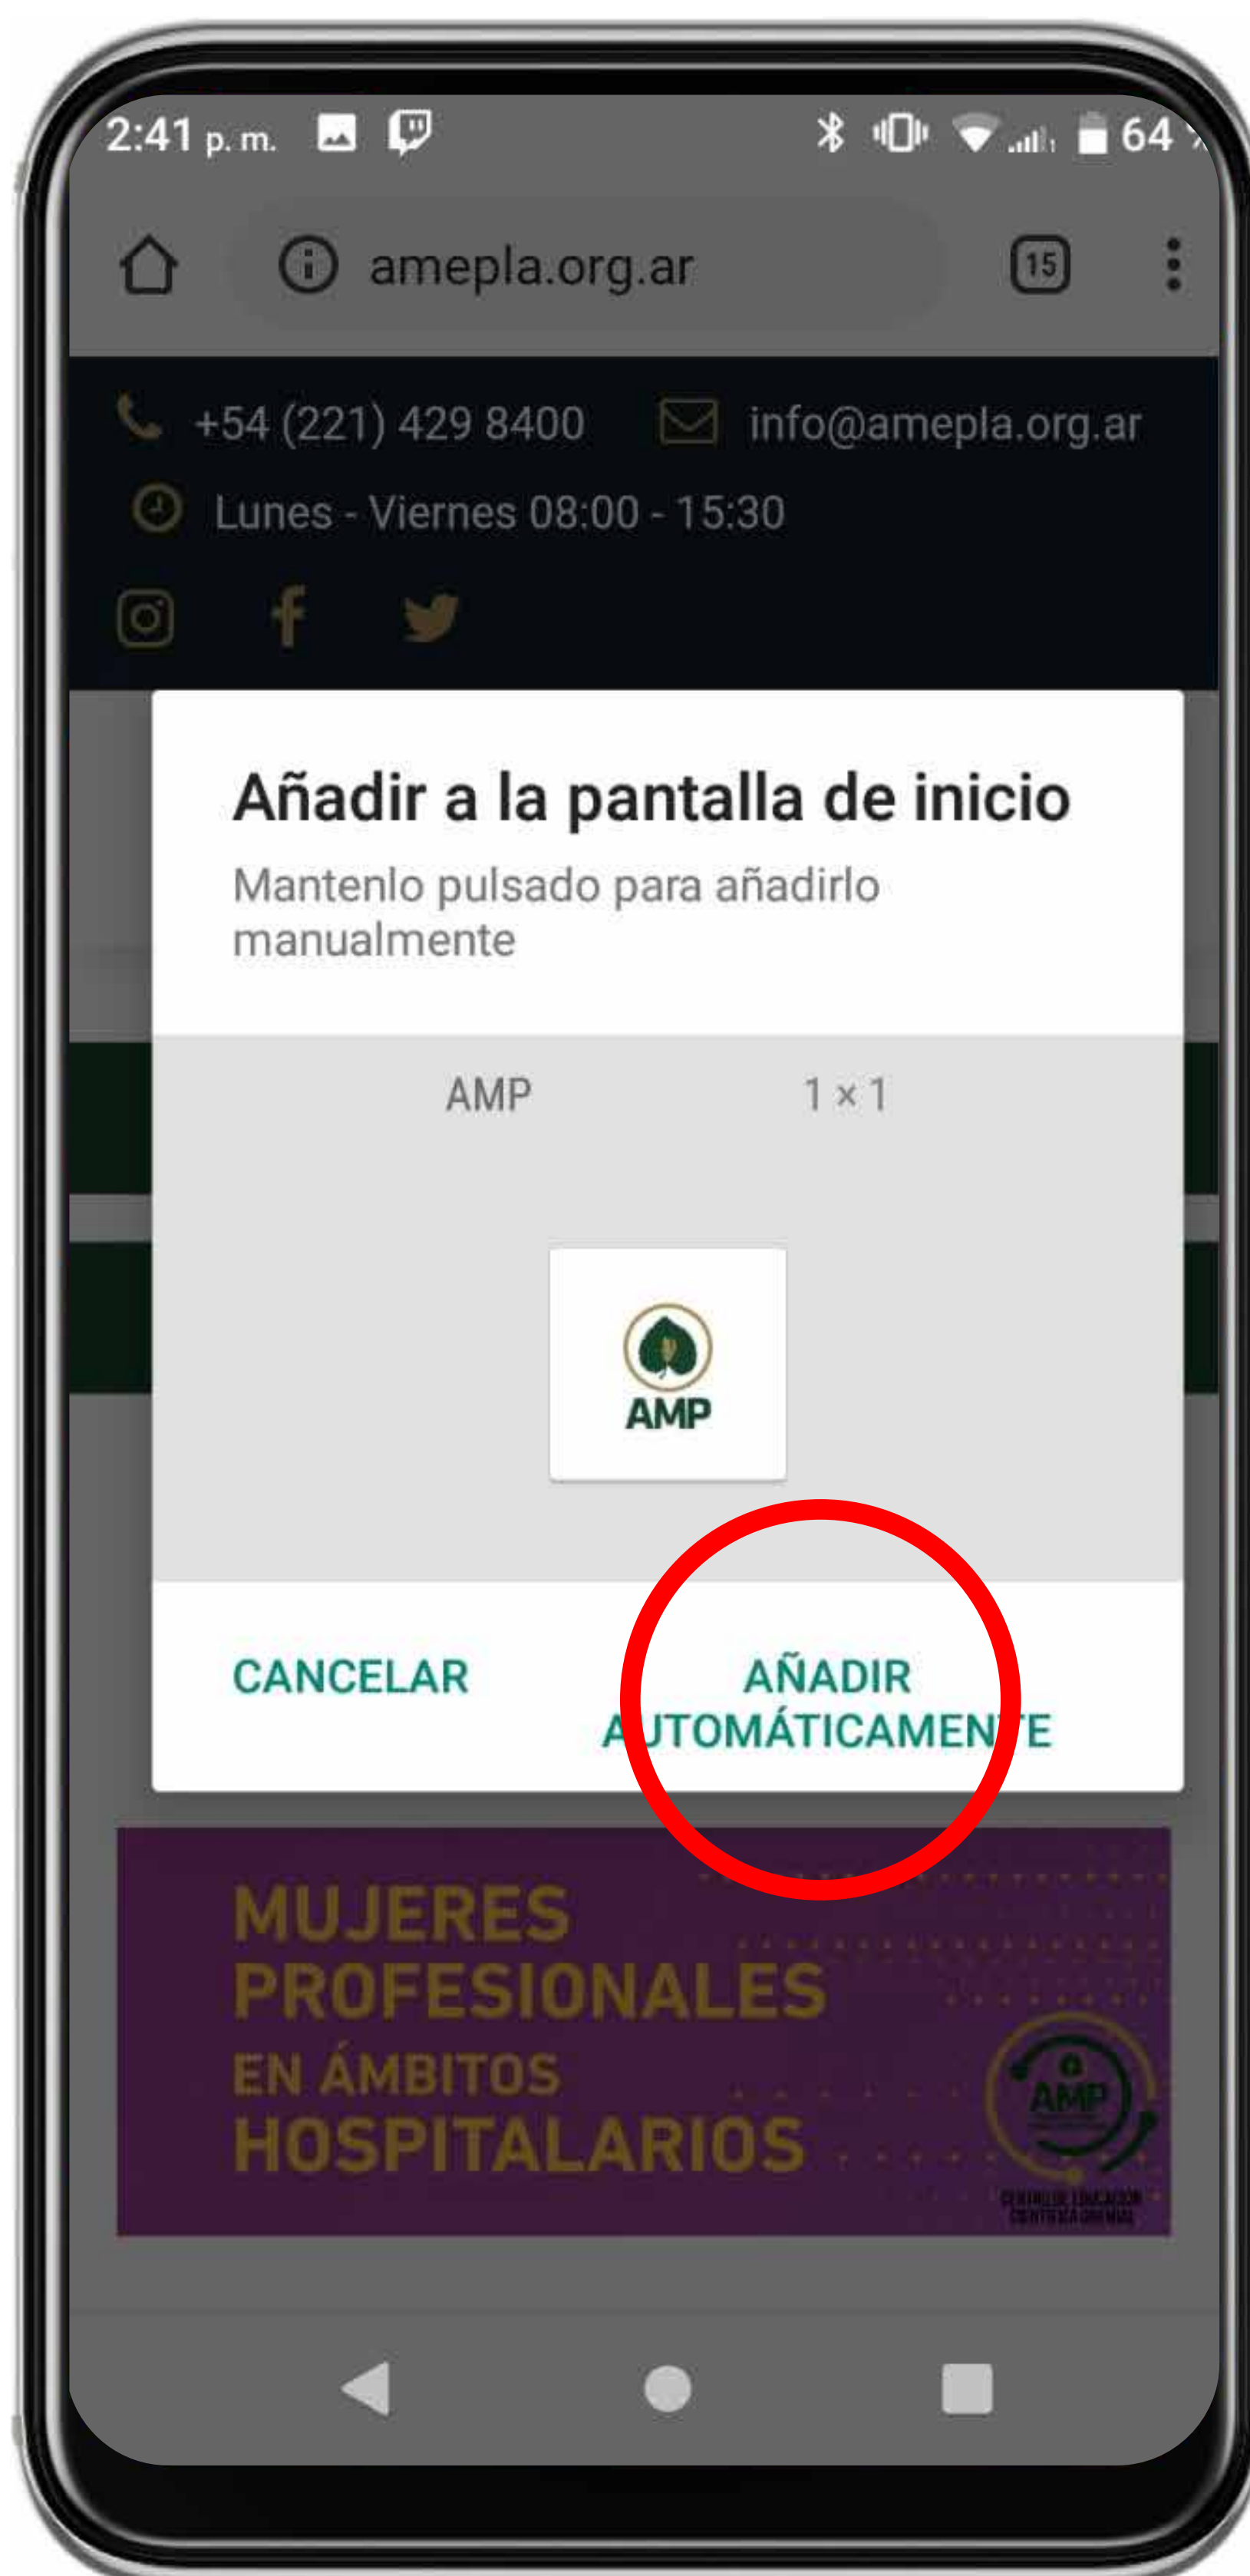 2:41 p. m. 64
amepla.org.ar 15
+54 (221) 429 8400 info@amepla.org.ar
Lunes - Viernes 08:00 - 15:30
Añadir a la pantalla de inicio
Mantenlo pulsado para añadirlo
manualmente
AMP 1 × 1
AMP
CANCELAR
AÑADIR
AUTOMÁTICAMENTE
MUJERES
PROFESIONALES
EN ÁMBITOS
HOSPITALARIOS
AMP